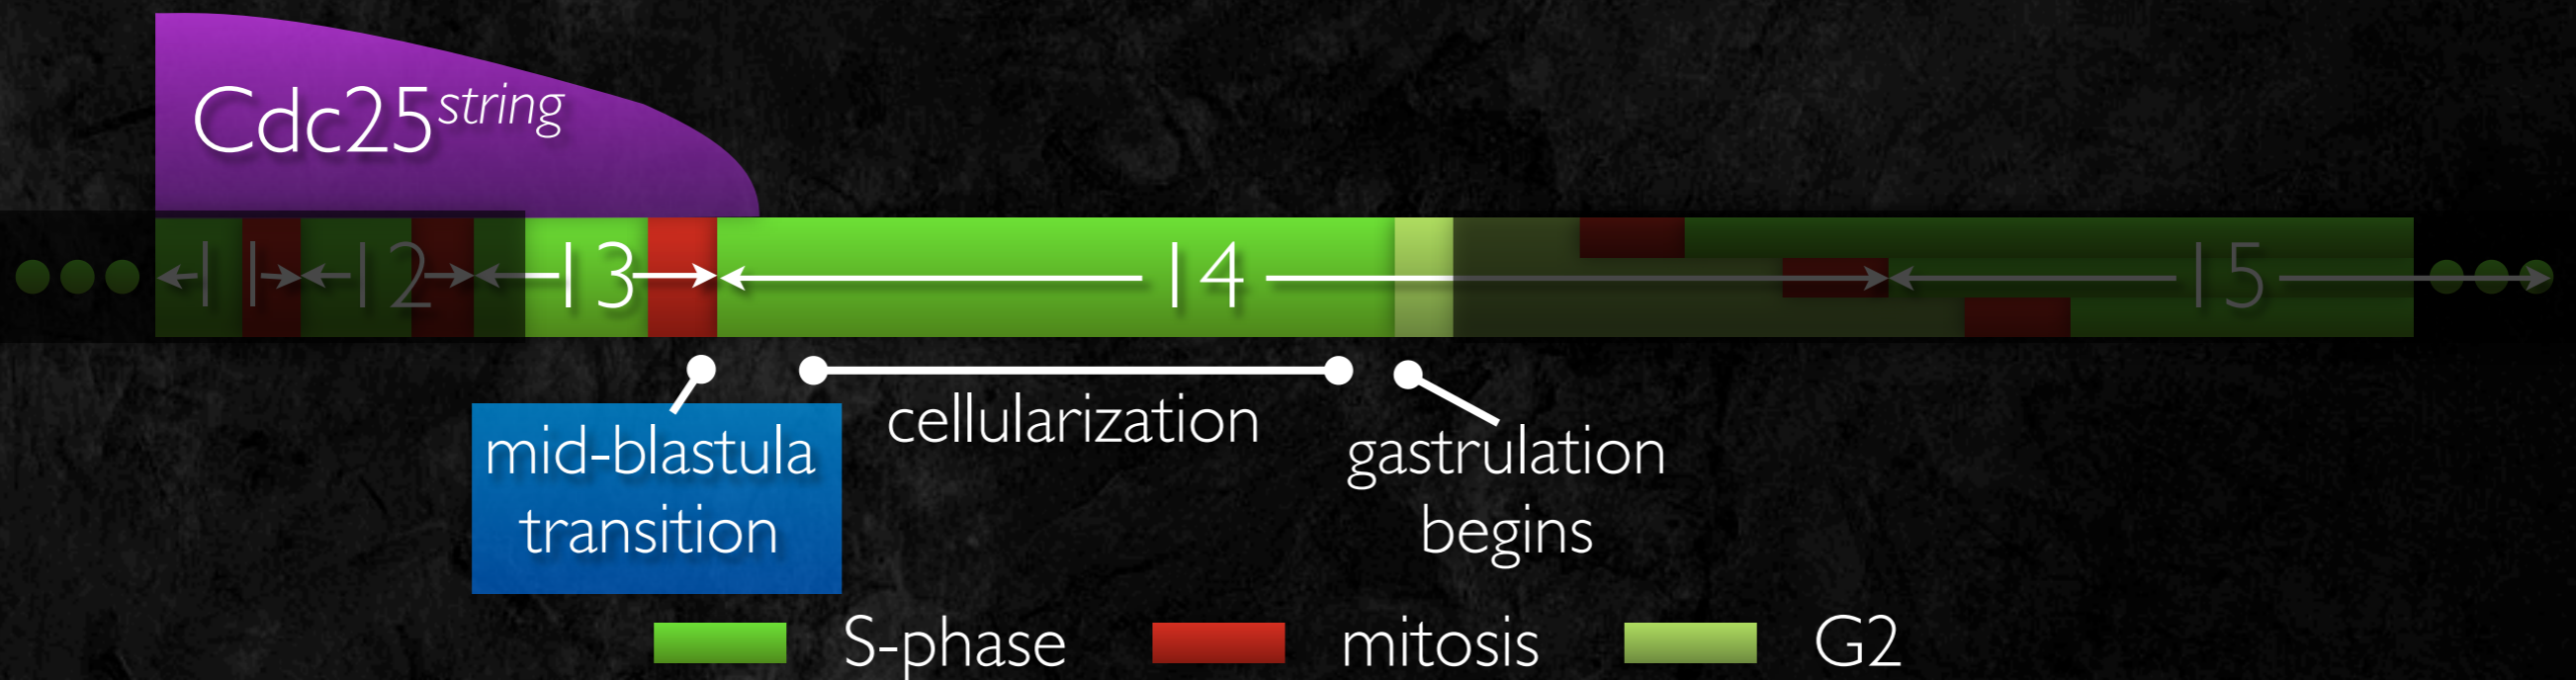 Cdc25string
11 12 13 14 15
mid-blastula
transition
cellularization
gastrulation
begins
S-phase mitosis G2